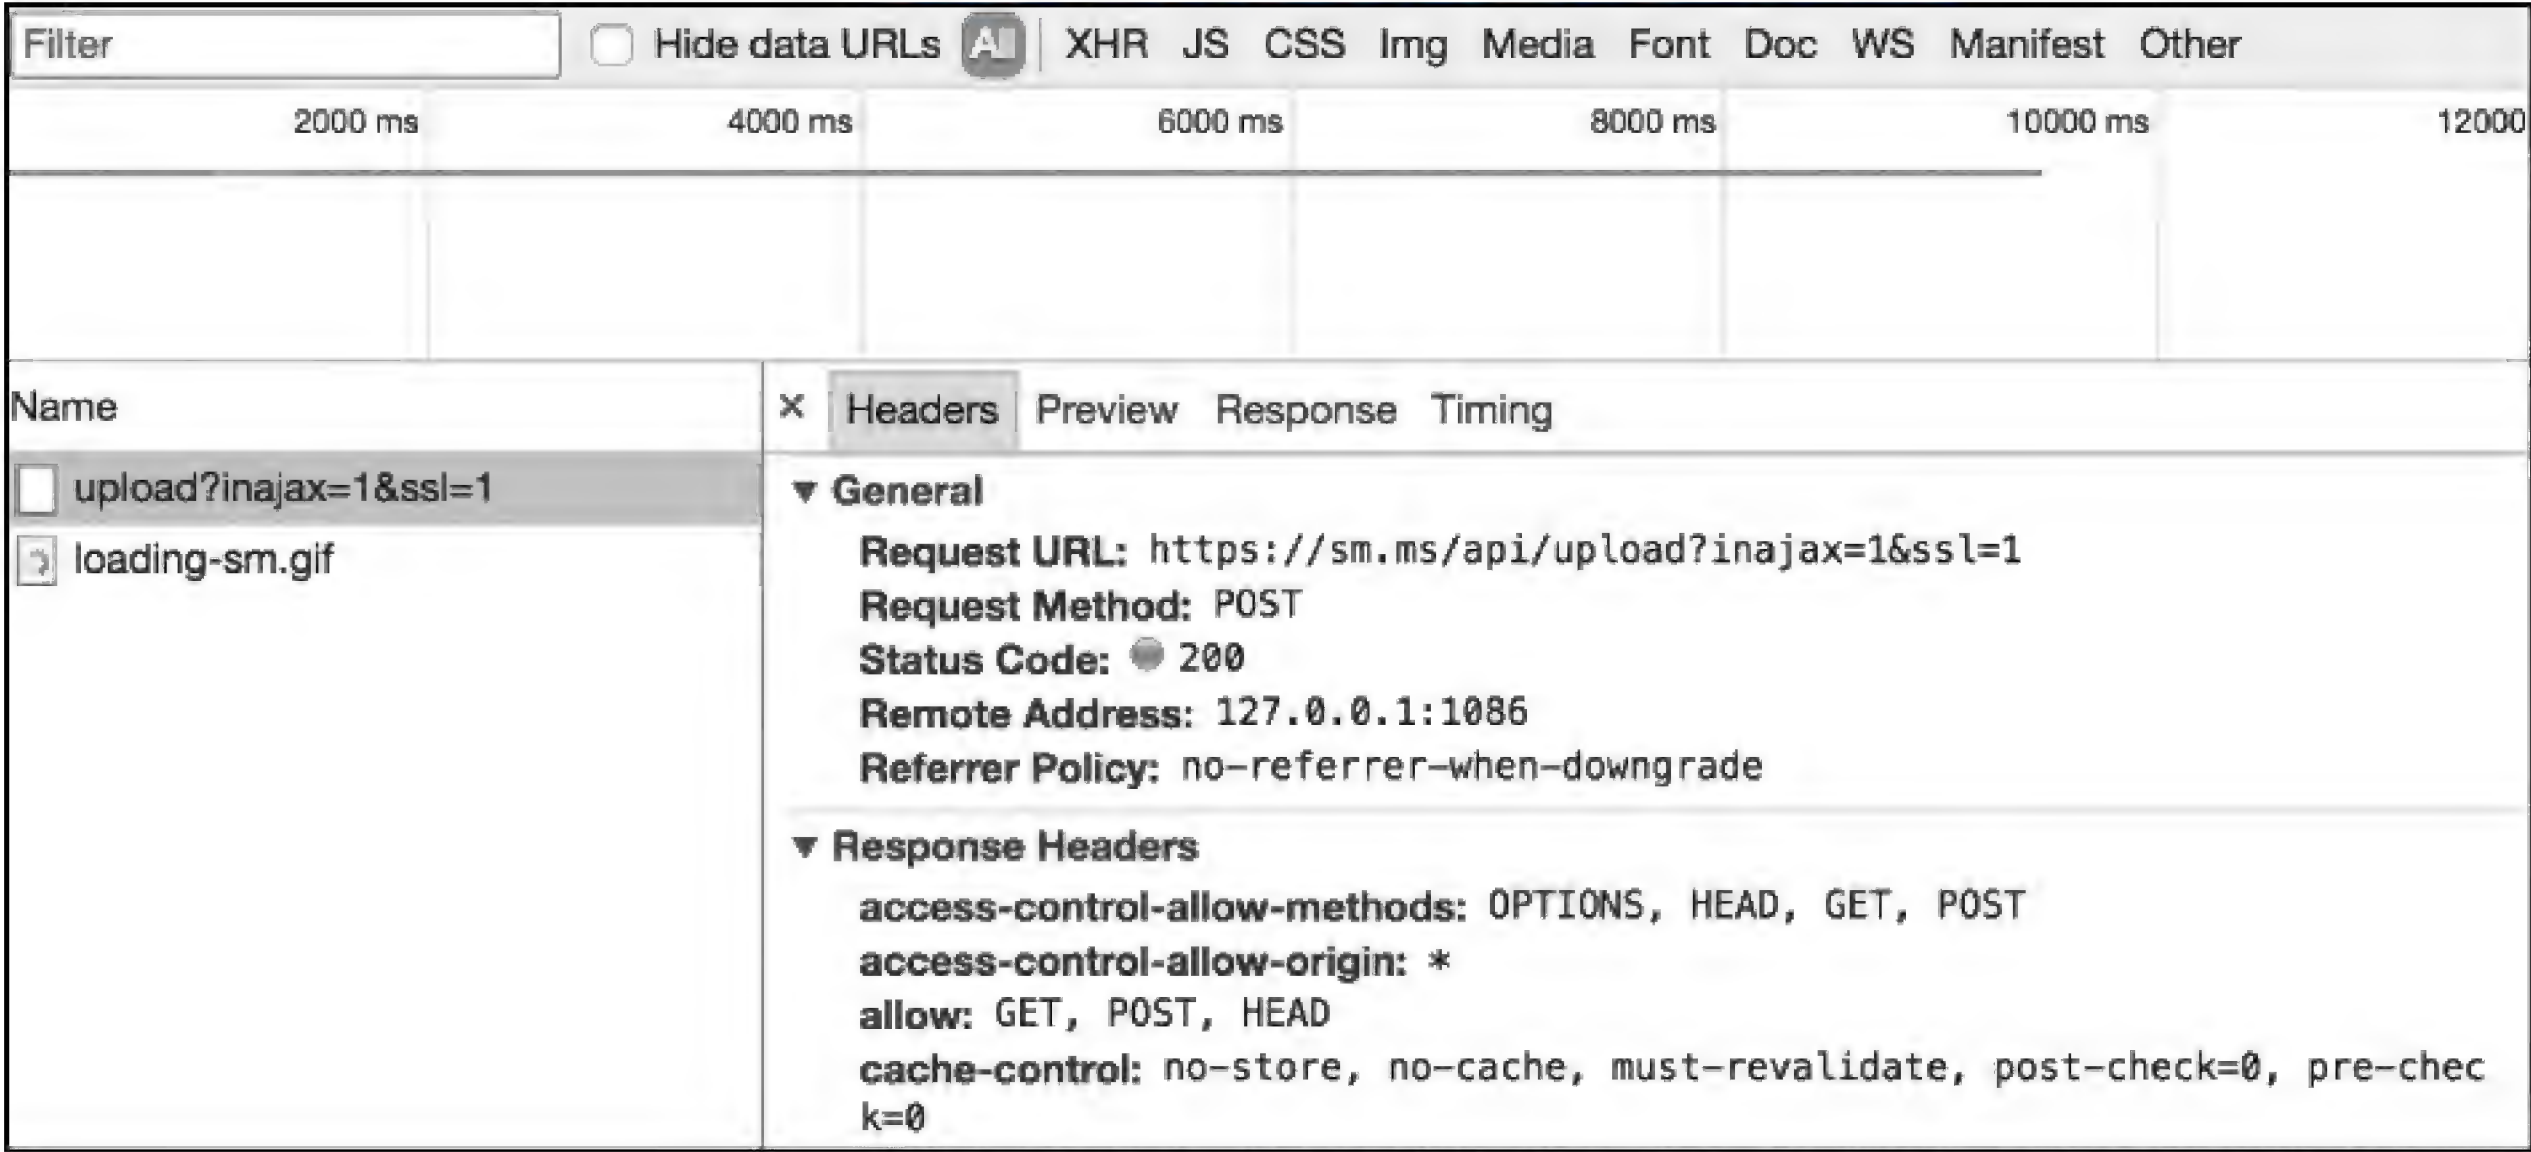 Filter Hide data URLs All XHR JS CSS Img Media Font Doc WS Manifest Other
2000 ms 4000 ms 6000 ms 8000 ms 10000 ms 12000
Name
× Headers Preview Response Timing
upload?inajax=1&ssl=1
loading-sm.gif
▼ General
Request URL: https://sm.ms/api/upload?inajax=1&ssl=1
Request Method: POST
Status Code: 200
Remote Address: 127.0.0.1:1086
Referrer Policy: no-referrer-when-downgrade
▼ Response Headers
access-control-allow-methods: OPTIONS, HEAD, GET, POST
access-control-allow-origin: *
allow: GET, POST, HEAD
cache-control: no-store, no-cache, must-revalidate, post-check=0, pre-chec
k=0